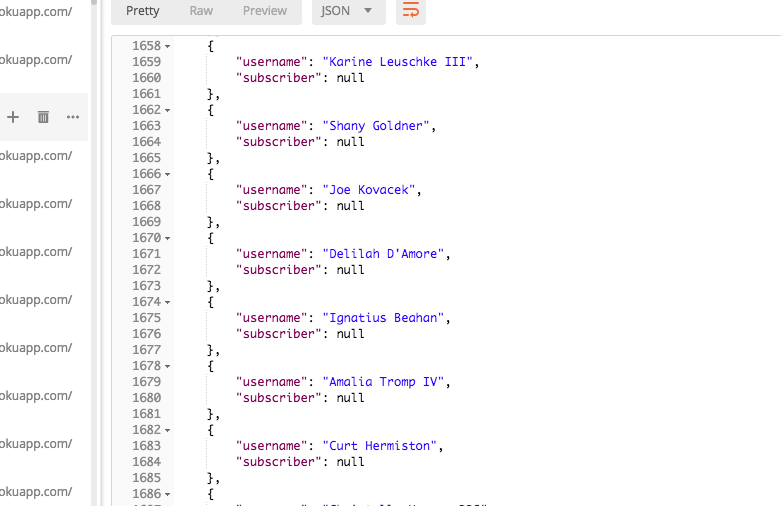 okuapp.com/
okuapp.com/
okuapp.com/
okuapp.com/
okuapp.com/
okuapp.com/
okuapp.com/
okuapp.com/
okuapp.com/
okuapp.com/
Pretty Raw Preview JSON
1658 {
1659 "username": "Karine Leuschke III",
1660 "subscriber": null
1661 },
1662 {
1663 "username": "Shany Goldner",
1664 "subscriber": null
1665 },
1666 {
1667 "username": "Joe Kovacek",
1668 "subscriber": null
1669 },
1670 {
1671 "username": "Delilah D'Amore",
1672 "subscriber": null
1673 },
1674 {
1675 "username": "Ignatius Beahan",
1676 "subscriber": null
1677 },
1678 {
1679 "username": "Amalia Tromp IV",
1680 "subscriber": null
1681 },
1682 {
1683 "username": "Curt Hermiston",
1684 "subscriber": null
1685 },
1686 {